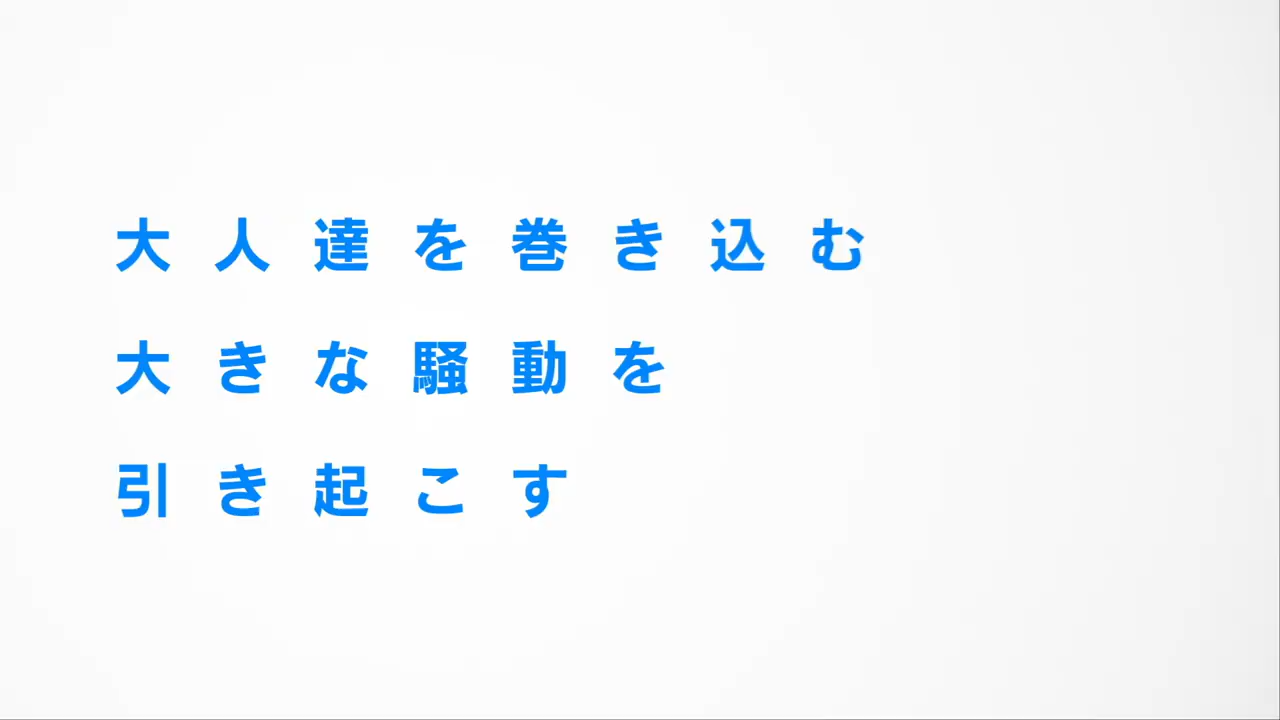 大人達を巻き込む
大きな騒動を
引き起こす